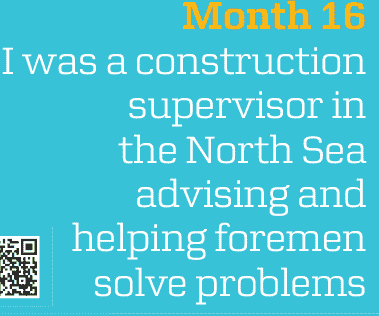 Month 16
I was a construction
supervisor in
the North Sea
advising and
helping foremen
solve problems